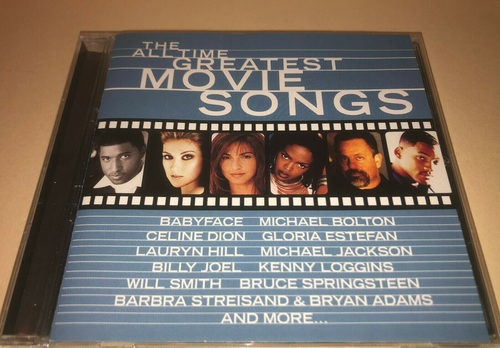 THE
ALL TIME
GREATEST
MOVIE
SONGS
BABYFACE MICHAEL BOLTON
CELINE DION GLORIA ESTEFAN
LAURYN HILL MICHAEL JACKSON
BILLY JOEL KENNY LOGGINS
WILL SMITH BRUCE SPRINGSTEEN
BARBRA STREISAND & BRYAN ADAMS
AND MORE...